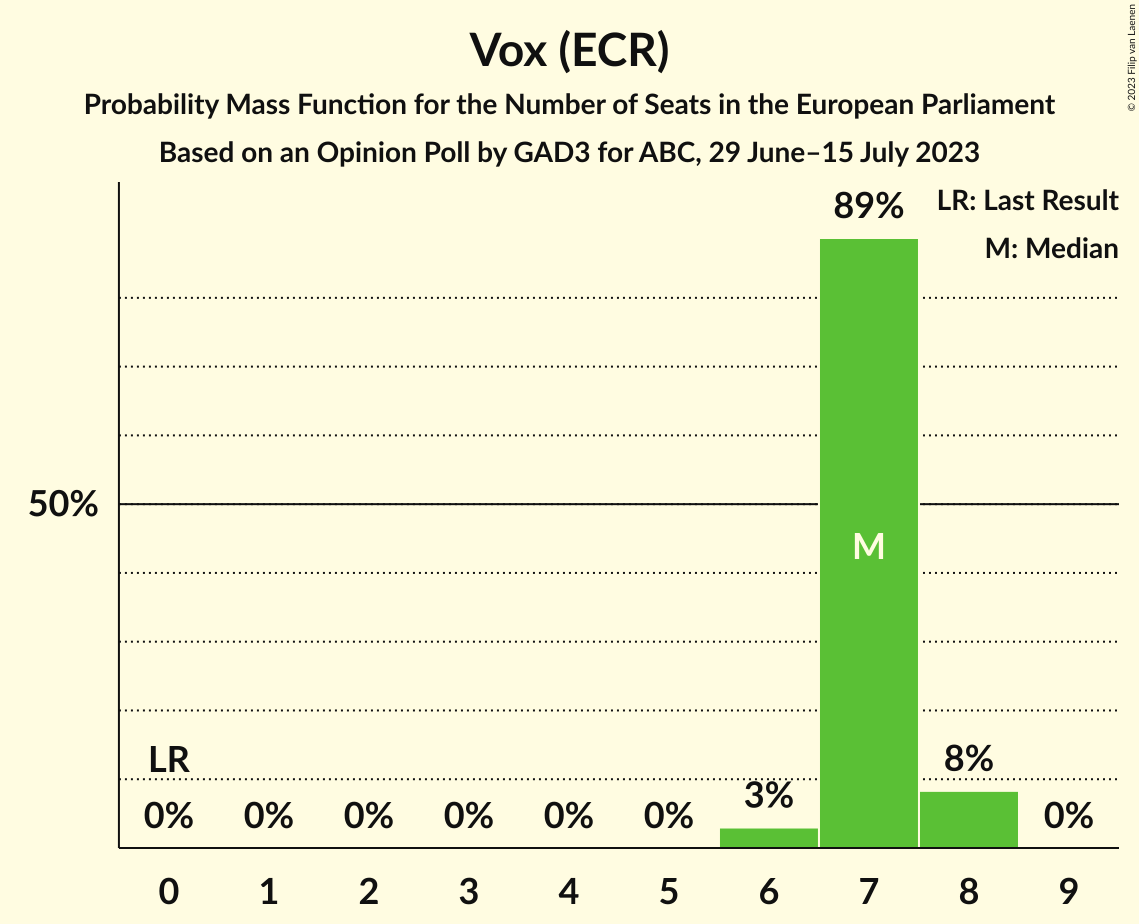 Vox (ECR)
Probability Mass Function for the Number of Seats in the European Parliament
Based on an Opinion Poll by GAD3 for ABC, 29 June–15 July 2023
© 2023 Filip van Laenen
LR: Last Result
M: Median
89%
50%
M
LR
0% 0% 0% 0% 0% 0% 3% 8% 0%
0 1 2 3 4 5 6 7 8 9